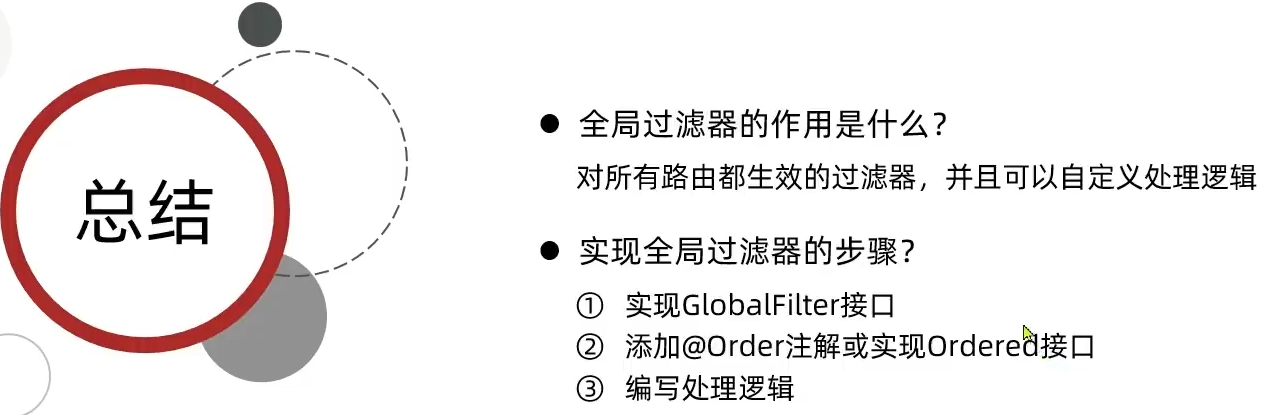 总结
● 全局过滤器的作用是什么？
对所有路由都生效的过滤器，并且可以自定义处理逻辑
● 实现全局过滤器的步骤？
① 实现GlobalFilter接口
② 添加@Order注解或实现Ordered接口
③ 编写处理逻辑